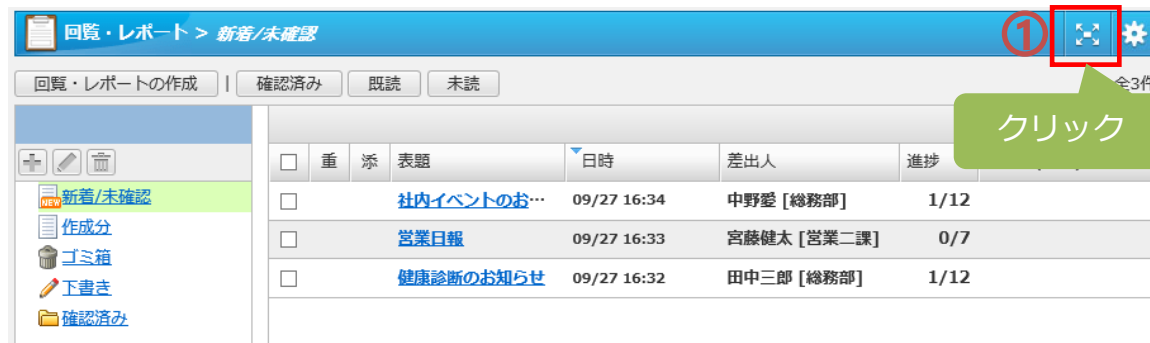 回覧・レポート > 新着/未確認
①
回覧・レポートの作成 | 確認済み 既読 未読
全3件
クリック
重 添 表題 日時 差出人 進捗
NEW 新着/未確認
作成分
ゴミ箱
下書き
確認済み
社内イベントのお… 09/27 16:34 中野愛 [総務部] 1/12
営業日報 09/27 16:33 宮藤健太 [営業二課] 0/7
健康診断のお知らせ 09/27 16:32 田中三郎 [総務部] 1/12